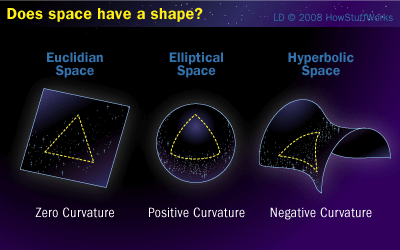 Does space have a shape?
LD © 2008 HowStuffWorks
Euclidian
Space
Elliptical
Space
Hyperbolic
Space
Zero Curvature
Positive Curvature
Negative Curvature